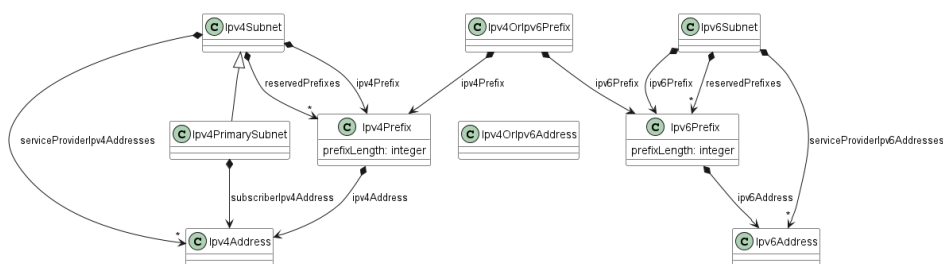 C Ipv4Subnet
C Ipv4OrIpv6Prefix
C Ipv6Subnet
reservedPrefixes
ipv4Prefix
ipv4Prefix
ipv6Prefix
ipv6Prefix
reservedPrefixes
*
*
C Ipv4PrimarySubnet
C Ipv4Prefix
prefixLength: integer
C Ipv4OrIpv6Address
C Ipv6Prefix
prefixLength: integer
serviceProviderIpv4Addresses
serviceProviderIpv6Addresses
subscriberIpv4Address
ipv4Address
ipv6Address
*
*
C Ipv4Address
C Ipv6Address